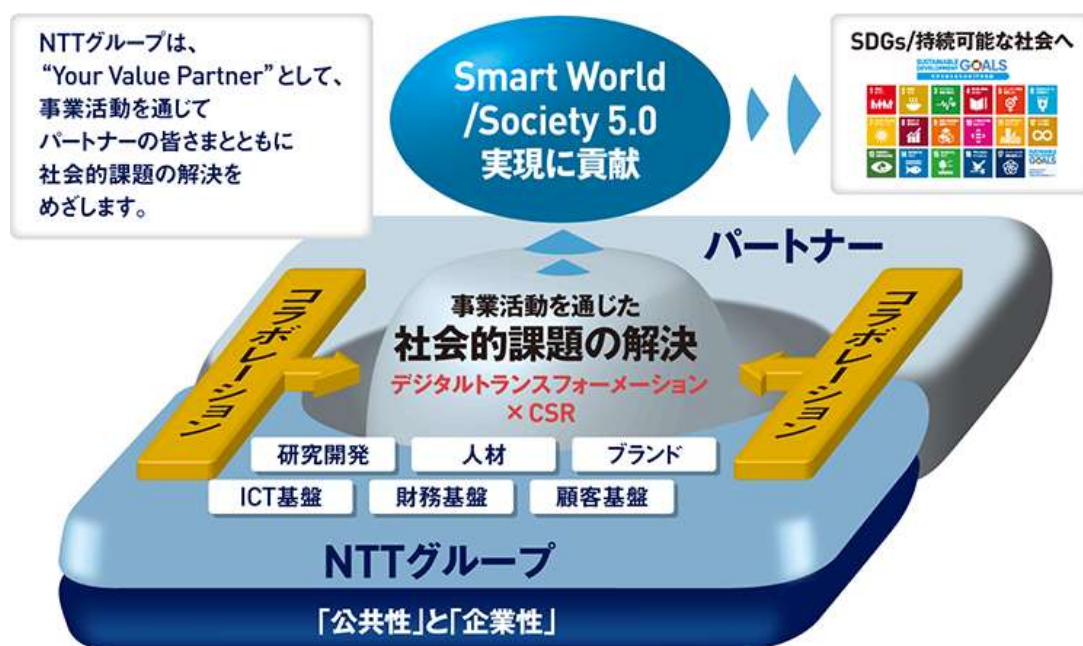 NTTグループは、
“Your Value Partner”として、
事業活動を通じて
パートナーの皆さまとともに
社会的課題の解決を
めざします。
Smart World
/Society 5.0
実現に貢献
SDGs/持続可能な社会へ
SUSTAINABLE
DEVELOPMENT
GOALS
パートナー
コラボレーション
事業活動を通じた
社会的課題の解決
デジタルトランスフォーメーション
×CSR
コラボレーション
研究開発
人材
ブランド
ICT基盤
財務基盤
顧客基盤
NTTグループ
「公共性」と「企業性」